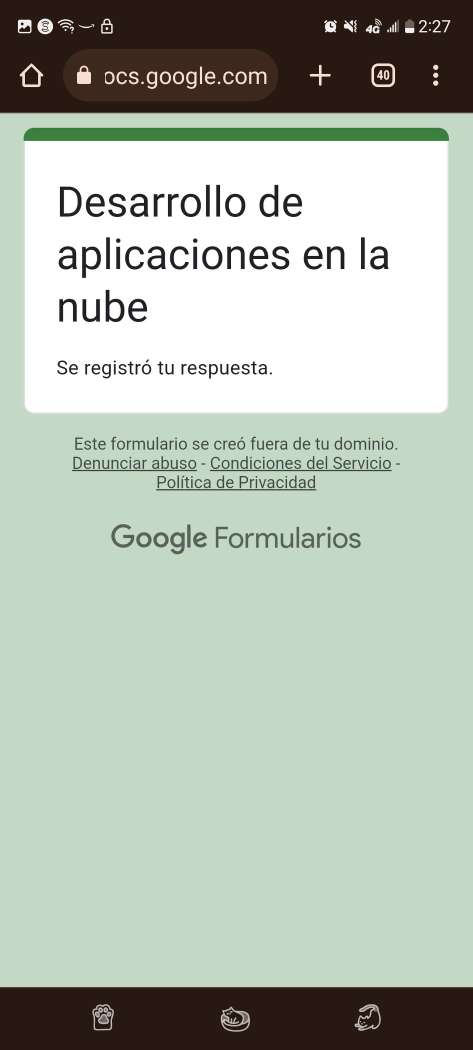 4G
2:27
ocs.google.com
40
Desarrollo de
aplicaciones en la
nube
Se registró tu respuesta.
Este formulario se creó fuera de tu dominio.
Denunciar abuso - Condiciones del Servicio -
Política de Privacidad
Google Formularios